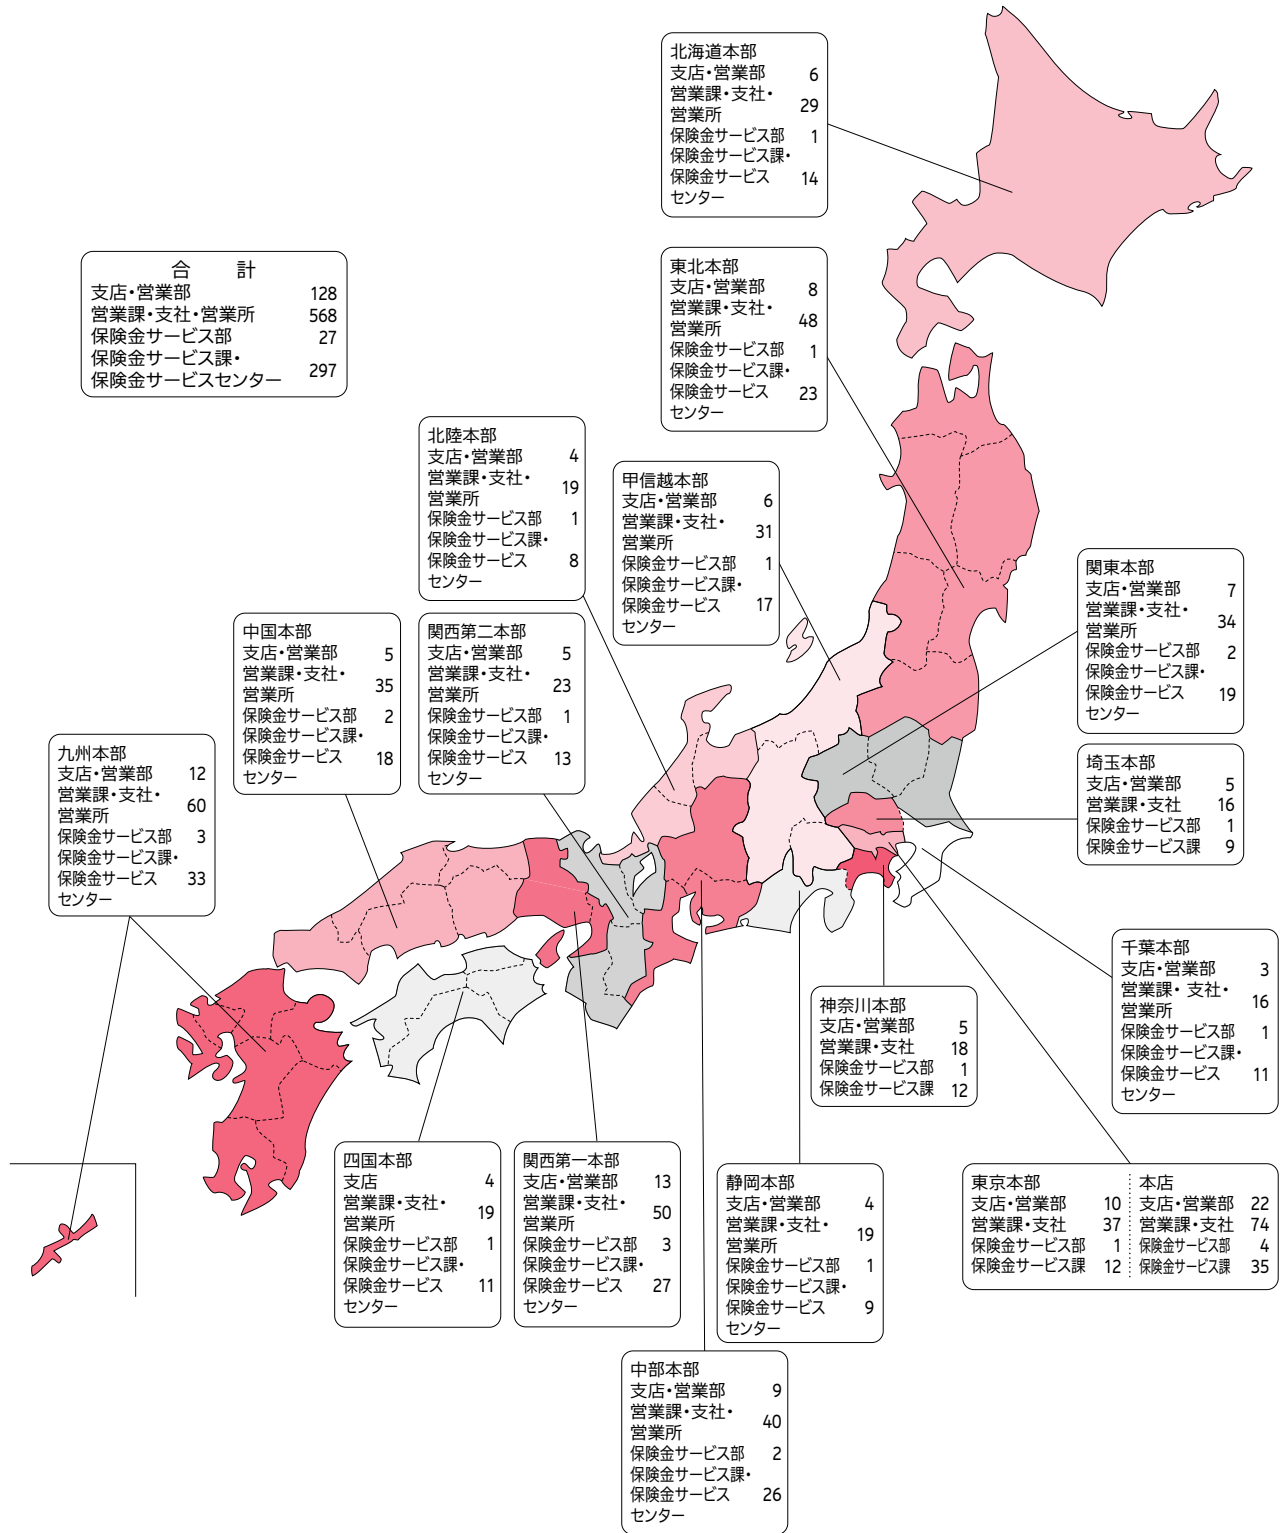 北海道本部
支店・営業部 6
営業課・支社・
営業所 29
保険金サービス部 1
保険金サービス課・
保険金サービス 14
センター
合 計
支店・営業部 128
営業課・支社・営業所 568
保険金サービス部 27
保険金サービス課・
保険金サービスセンター 297
東北本部
支店・営業部 8
営業課・支社・
営業所 48
保険金サービス部 1
保険金サービス課・
保険金サービス 23
センター
北陸本部
支店・営業部 4
営業課・支社・
営業所 19
保険金サービス部 1
保険金サービス課・
保険金サービス 8
センター
甲信越本部
支店・営業部 6
営業課・支社・
営業所 31
保険金サービス部 1
保険金サービス課・
保険金サービス 17
センター
関東本部
支店・営業部 7
営業課・支社・
営業所 34
保険金サービス部 2
保険金サービス課・
保険金サービス 19
センター
中国本部
支店・営業部 5
営業課・支社・
営業所 35
保険金サービス部 2
保険金サービス課・
保険金サービス 18
センター
関西第二本部
支店・営業部 5
営業課・支社・
営業所 23
保険金サービス部 1
保険金サービス課・
保険金サービス 13
センター
九州本部
支店・営業部 12
営業課・支社・
営業所 60
保険金サービス部 3
保険金サービス課・
保険金サービス 33
センター
埼玉本部
支店・営業部 5
営業課・支社 16
保険金サービス部 1
保険金サービス課 9
千葉本部
支店・営業部 3
営業課・支社・
営業所 16
保険金サービス部 1
保険金サービス課・
保険金サービス 11
センター
神奈川本部
支店・営業部 5
営業課・支社 18
保険金サービス部 1
保険金サービス課 12
四国本部
支店 4
営業課・支社・
営業所 19
保険金サービス部 1
保険金サービス課・
保険金サービス 11
センター
関西第一本部
支店・営業部 13
営業課・支社・
営業所 50
保険金サービス部 3
保険金サービス課・
保険金サービス 27
センター
静岡本部
支店・営業部 4
営業課・支社・
営業所 19
保険金サービス部 1
保険金サービス課・
保険金サービス 9
センター
東京本部
支店・営業部 10
営業課・支社 37
保険金サービス部 1
保険金サービス課 12
本店
支店・営業部 22
営業課・支社 74
保険金サービス部 4
保険金サービス課 35
中部本部
支店・営業部 9
営業課・支社・
営業所 40
保険金サービス部 2
保険金サービス課・
保険金サービス 26
センター